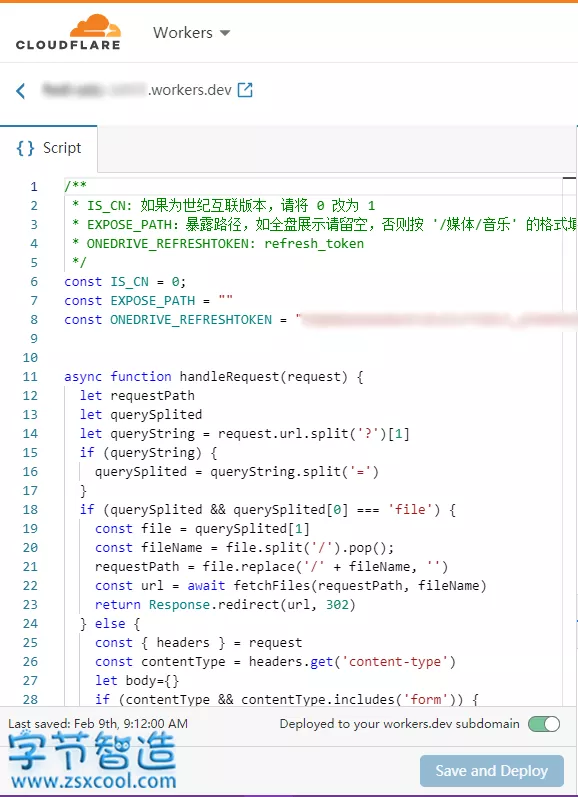 CLOUDFLARE
Workers
.workers.dev
{} Script
1 /**
2 * IS_CN: 如果为世纪互联版本，请将 0 改为 1
3 * EXPOSE_PATH：暴露路径，如全盘展示请留空，否则按 '/媒体/音乐' 的格式填
4 * ONEDRIVE_REFRESHTOKEN: refresh_token
5 */
6 const IS_CN = 0;
7 const EXPOSE_PATH = ""
8 const ONEDRIVE_REFRESHTOKEN = "
9
10
11 async function handleRequest(request) {
12 let requestPath
13 let querySplited
14 let queryString = request.url.split('?')[1]
15 if (queryString) {
16 querySplited = queryString.split('=')
17 }
18 if (querySplited && querySplited[0] === 'file') {
19 const file = querySplited[1]
20 const fileName = file.split('/').pop();
21 requestPath = file.replace('/' + fileName, '')
22 const url = await fetchFiles(requestPath, fileName)
23 return Response.redirect(url, 302)
24 } else {
25 const { headers } = request
26 const contentType = headers.get('content-type')
27 let body={}
28 if (contentType && contentType.includes('form')) {
Last saved: Feb 9th, 9:12:00 AM
Deployed to your workers.dev subdomain
字节智造
www.zsxcool.com
Save and Deploy